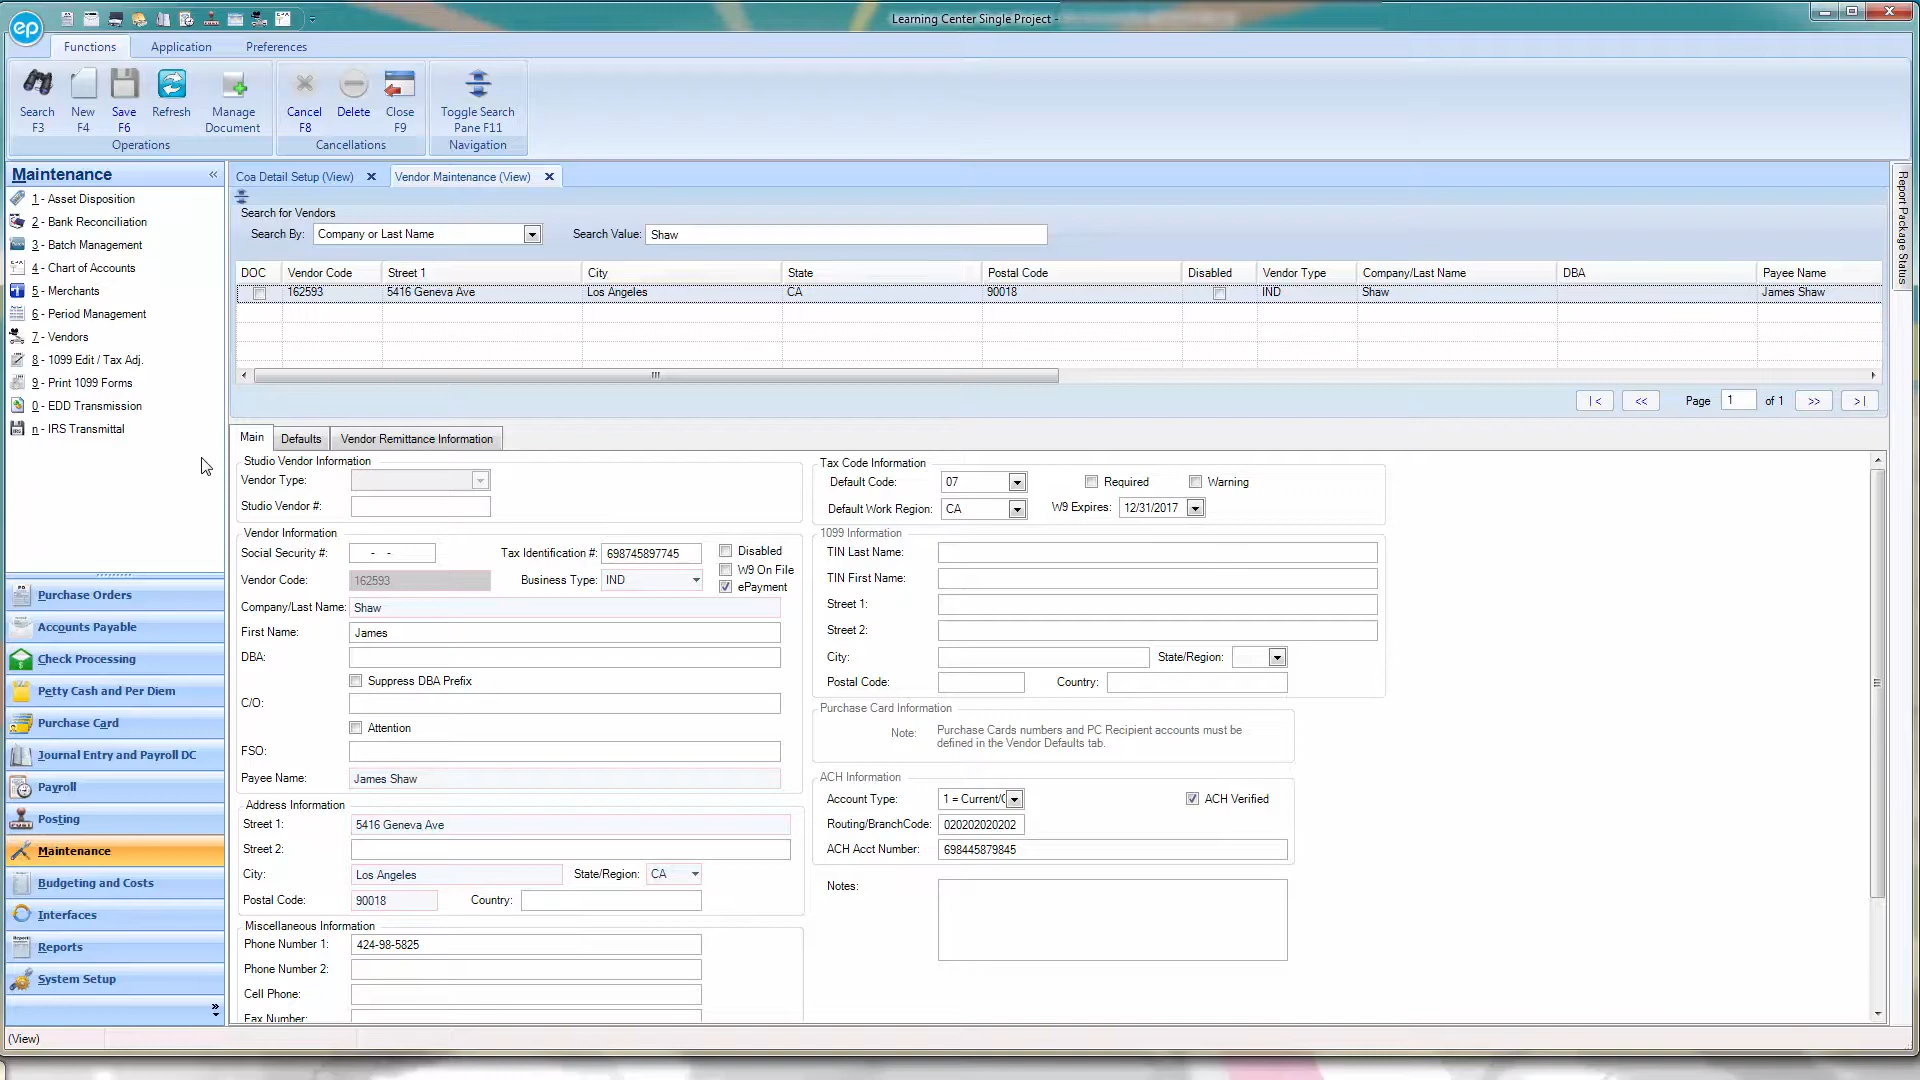 ep
Learning Center Single Project -
Functions
Application
Preferences
Search F3
New F4
Save F6
Refresh
Manage Document
Operations
Cancel F8
Delete
Close F9
Cancellations
Toggle Search Pane F11
Navigation
Maintenance
«
1 - Asset Disposition
2 - Bank Reconciliation
3 - Batch Management
4 - Chart of Accounts
5 - Merchants
6 - Period Management
7 - Vendors
8 - 1099 Edit / Tax Adj.
9 - Print 1099 Forms
0 - EDD Transmission
n - IRS Transmittal
Purchase Orders
Accounts Payable
Check Processing
Petty Cash and Per Diem
Purchase Card
Journal Entry and Payroll DC
Payroll
Posting
Maintenance
Budgeting and Costs
Interfaces
Reports
System Setup
(View)
Coa Detail Setup (View)
Vendor Maintenance (View)
Search for Vendors
Search By: Company or Last Name
Search Value: Shaw
DOC Vendor Code Street 1 City State Postal Code Disabled Vendor Type Company/Last Name DBA Payee Name
162593 5416 Geneva Ave Los Angeles CA 90018 IND Shaw James Shaw
|< << Page 1 of 1 >> >|
Main
Defaults
Vendor Remittance Information
Studio Vendor Information
Vendor Type:
Studio Vendor #:
Vendor Information
Social Security #: - -
Tax Identification #: 698745897745
Disabled
W9 On File
Vendor Code: 162593
Business Type: IND
ePayment
Company/Last Name: Shaw
First Name: James
DBA:
Suppress DBA Prefix
C/O:
Attention
FSO:
Payee Name: James Shaw
Address Information
Street 1: 5416 Geneva Ave
Street 2:
City: Los Angeles
State/Region: CA
Postal Code: 90018
Country:
Miscellaneous Information
Phone Number 1: 424-98-5825
Phone Number 2:
Cell Phone:
Fax Number:
Tax Code Information
Default Code: 07
Required
Warning
Default Work Region: CA
W9 Expires: 12/31/2017
1099 Information
TIN Last Name:
TIN First Name:
Street 1:
Street 2:
City:
State/Region:
Postal Code:
Country:
Purchase Card Information
Note: Purchase Cards numbers and PC Recipient accounts must be
defined in the Vendor Defaults tab.
ACH Information
Account Type: 1 = Current/C
ACH Verified
Routing/BranchCode: 020202020202
ACH Acct Number: 698445879845
Notes:
Report Package Status